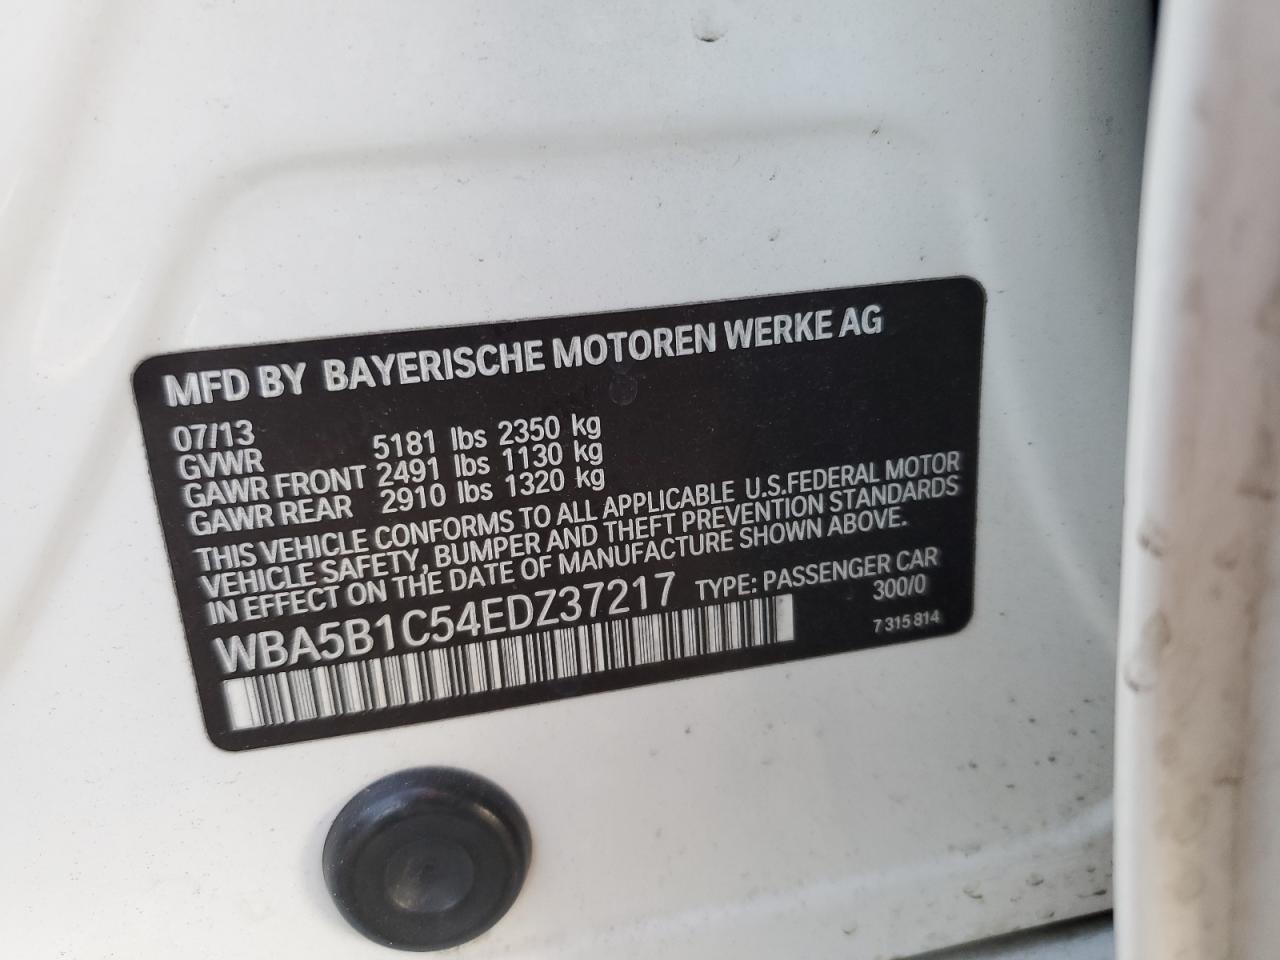 MFD BY BAYERISCHE MOTOREN WERKE AG
07/13
GVWR 5181 lbs 2350 kg
GAWR FRONT 2491 lbs 1130 kg
GAWR REAR 2910 lbs 1320 kg
THIS VEHICLE CONFORMS TO ALL APPLICABLE U.S.FEDERAL MOTOR
VEHICLE SAFETY, BUMPER AND THEFT PREVENTION STANDARDS
IN EFFECT ON THE DATE OF MANUFACTURE SHOWN ABOVE.
WBA5B1C54EDZ37217 TYPE: PASSENGER CAR
300/0
7 315 814